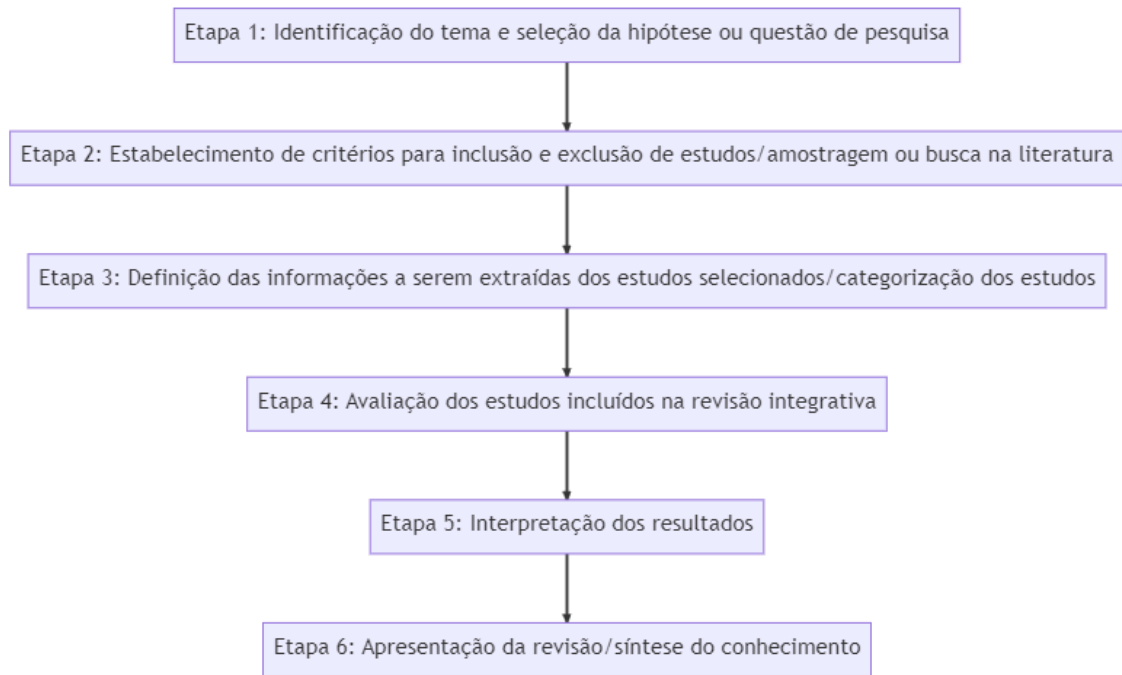 Etapa 1: Identificação do tema e seleção da hipótese ou questão de pesquisa
Etapa 2: Estabelecimento de critérios para inclusão e exclusão de estudos/amostragem ou busca na literatura
Etapa 3: Definição das informações a serem extraídas dos estudos selecionados/categorização dos estudos
Etapa 4: Avaliação dos estudos incluídos na revisão integrativa
Etapa 5: Interpretação dos resultados
Etapa 6: Apresentação da revisão/síntese do conhecimento